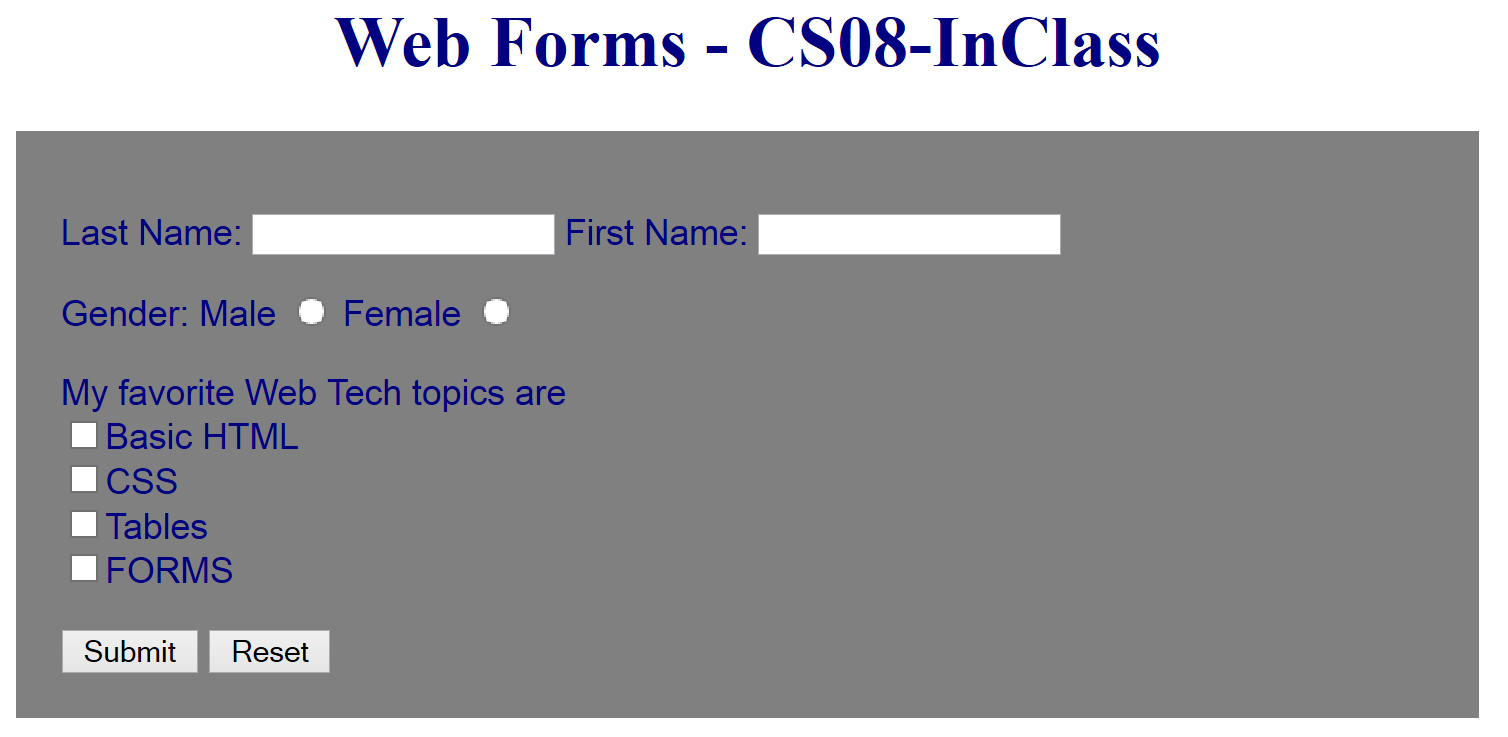 Web Forms - CS08-InClass
Last Name: First Name:
Gender: Male Female
My favorite Web Tech topics are
Basic HTML
CSS
Tables
FORMS
Submit Reset